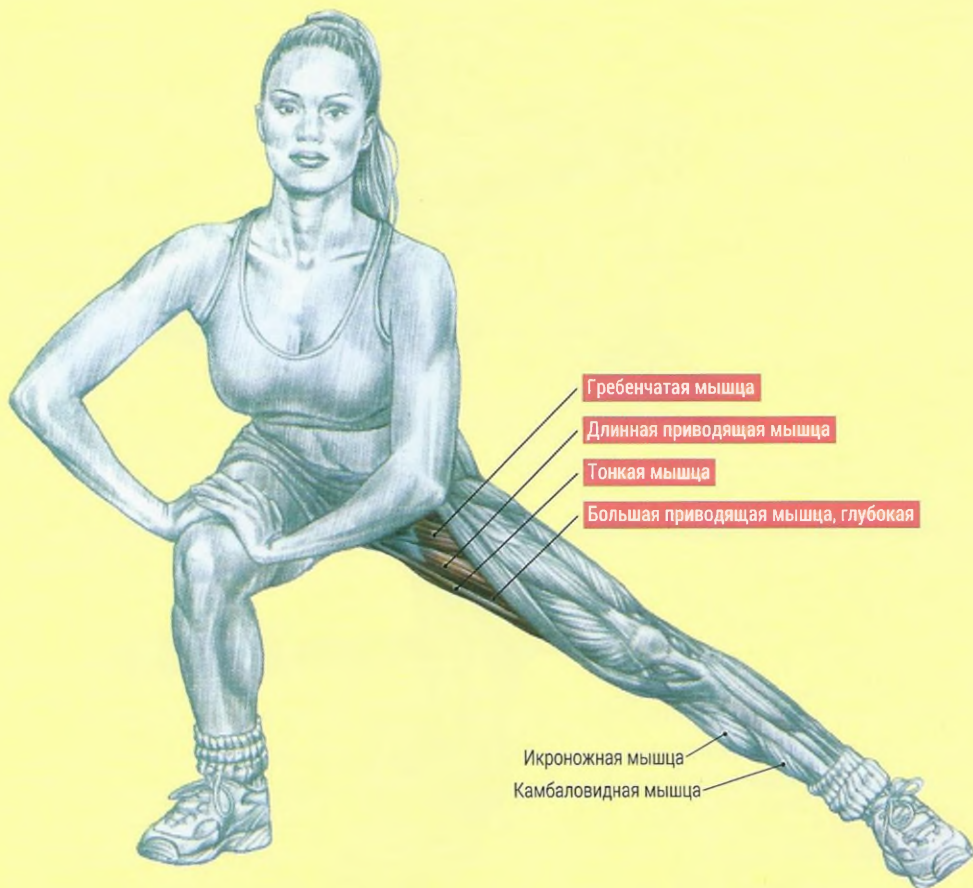 Гребенчатая мышца
Длинная приводящая мышца
Тонкая мышца
Большая приводящая мышца, глубокая
Икроножная мышца
Камбаловидная мышца